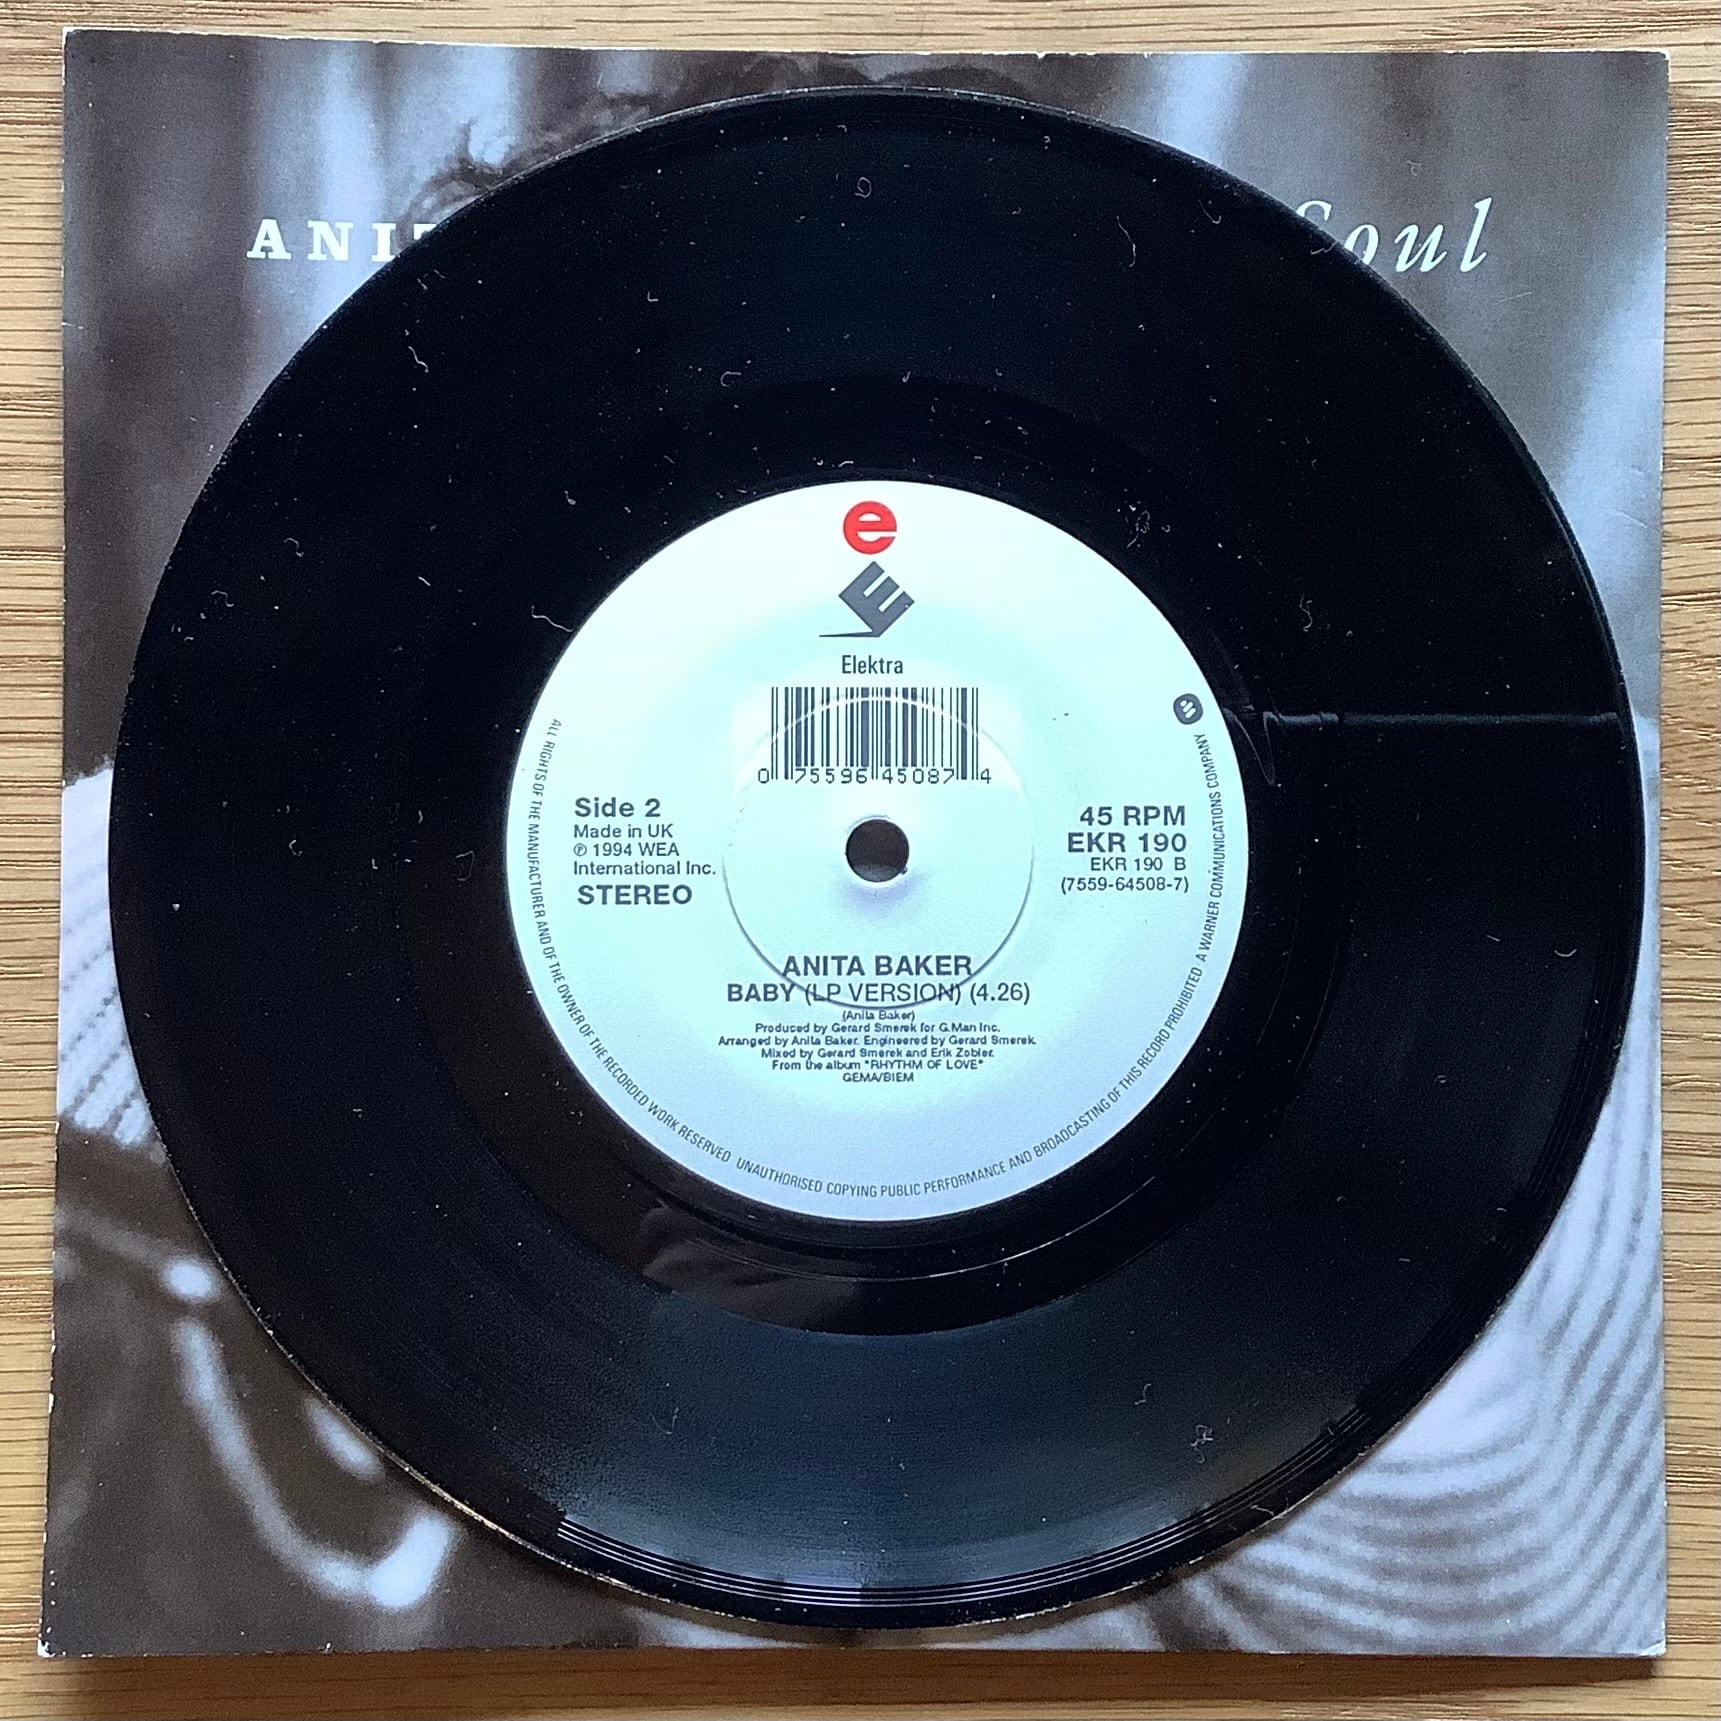 ANIT
Soul
e
E
Elektra
0 75596 45087 4
Side 2
Made in UK
℗ 1994 WEA
International Inc.
STEREO
45 RPM
EKR 190
EKR 190 B
(7559-64508-7)
ANITA BAKER
BABY (LP VERSION) (4.26)
(Anita Baker)
Produced by Gerard Smerek for G.Man Inc.
Arranged by Anita Baker. Engineered by Gerard Smerek.
Mixed by Gerard Smerek and Erik Zobler.
From the album "RHYTHM OF LOVE"
GEMA/BIEM
ALL RIGHTS OF THE MANUFACTURER AND OF THE OWNER OF THE RECORDED WORK RESERVED UNAUTHORISED COPYING PUBLIC PERFORMANCE AND BROADCASTING OF THIS RECORD PROHIBITED A WARNER COMMUNICATIONS COMPANY